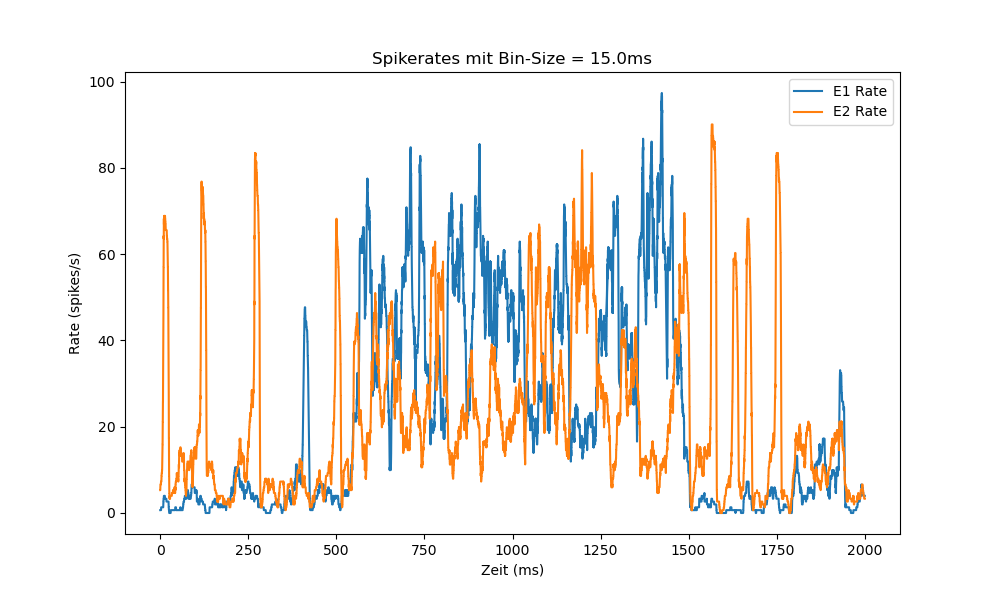 Spikerates mit Bin-Size = 15.0ms
E1 Rate
E2 Rate
Rate (spikes/s)
100
80
60
40
20
0
0 250 500 750 1000 1250 1500 1750 2000
Zeit (ms)